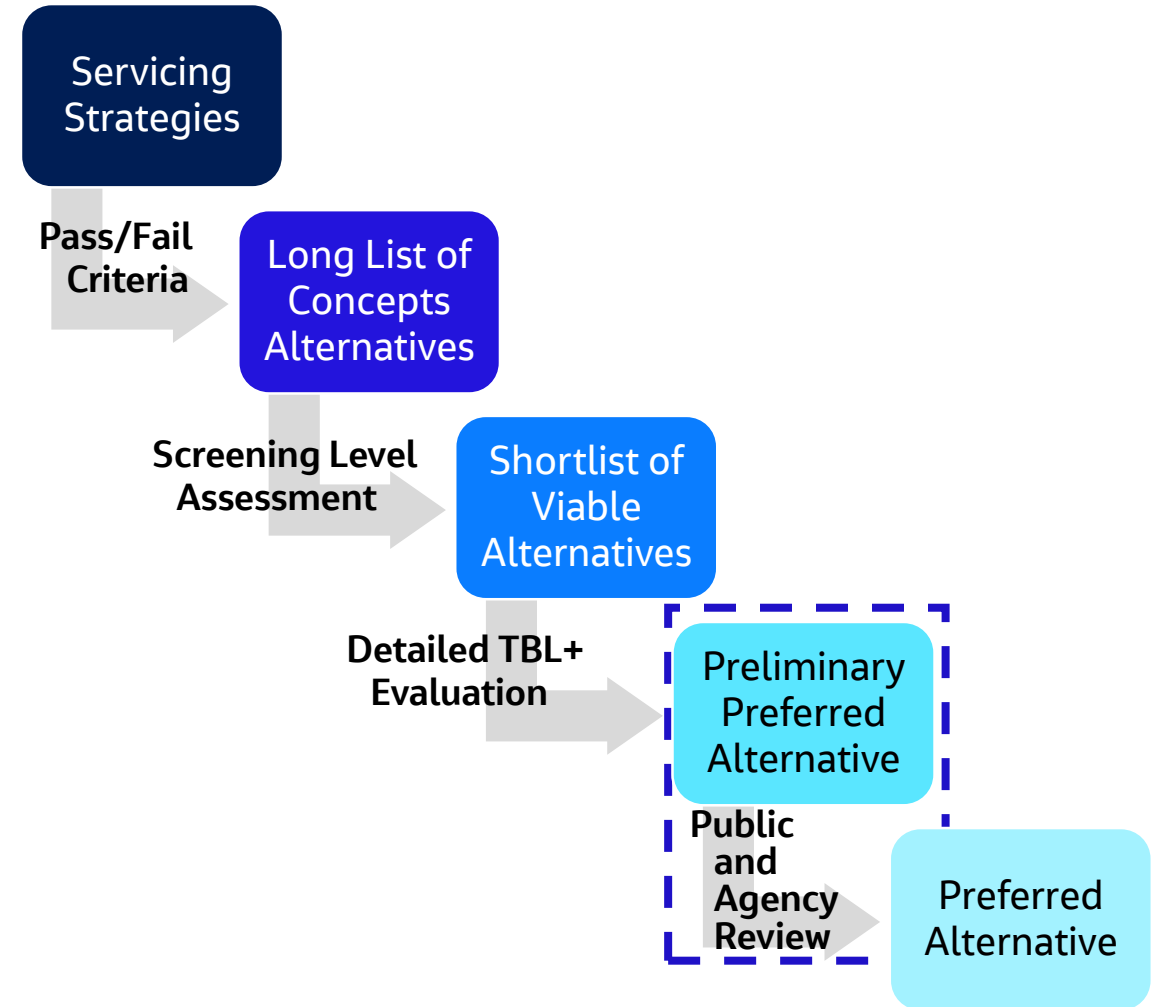 Servicing
Strategies
Pass/Fail
Criteria
Long List of
Concepts
Alternatives
Screening Level
Assessment
Shortlist of
Viable
Alternatives
Detailed TBL+
Evaluation
Preliminary
Preferred
Alternative
Public
and
Agency
Review
Preferred
Alternative